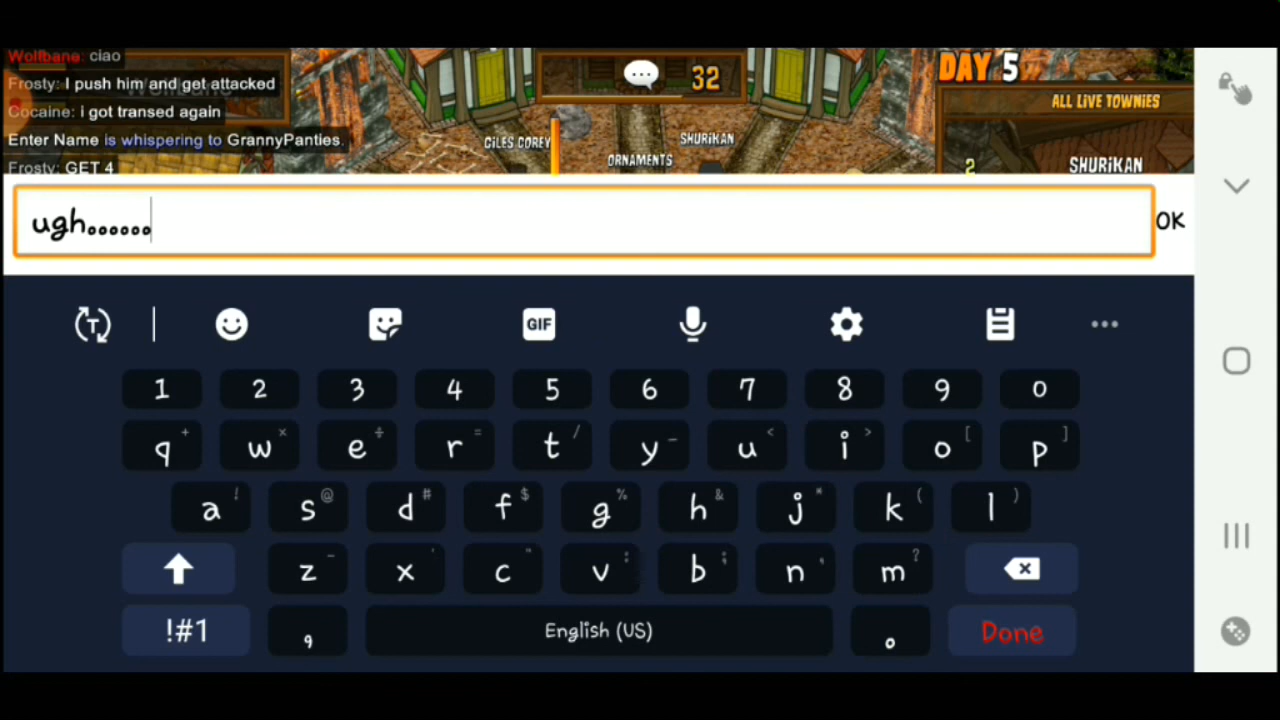 Wolfbane: ciao
Frosty: I push him and get attacked
Cocaine: i got transed again
Enter Name is whispering to GrannyPanties.
Frosty: GET 4
32
GILES COREY
ORNAMENTS
SHURIKAN
DAY 5
ALL LIVE TOWNIES
2
SHURIKAN
ugh......
OK
T
GIF
1 2 3 4 5 6 7 8 9 0
q + w × e ÷ r = t / y _ u < i > o [ p ]
a ! s @ d # f $ g % h & j * k ( l )
z - x ' c " v : b ; n , m ?
!#1 , English (US) . Done